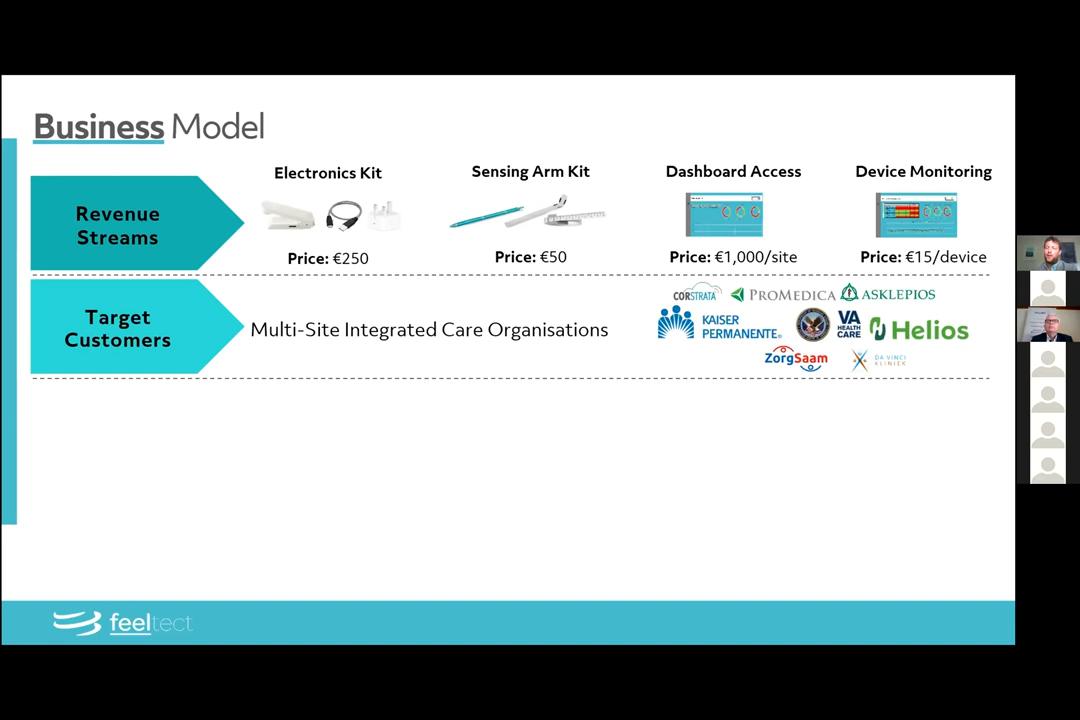 Business Model
Electronics Kit
Sensing Arm Kit
Dashboard Access
Device Monitoring
Revenue
Streams
Price: €250
Price: €50
Price: €1,000/site
Price: €15/device
Target
Customers
Multi-Site Integrated Care Organisations
CORSTRATA
PROMEDICA
ASKLEPIOS
KAISER
PERMANENTE®
VA
HEALTH
CARE
Helios
ZorgSaam
DA VINCI
KLINIEK
feeltect